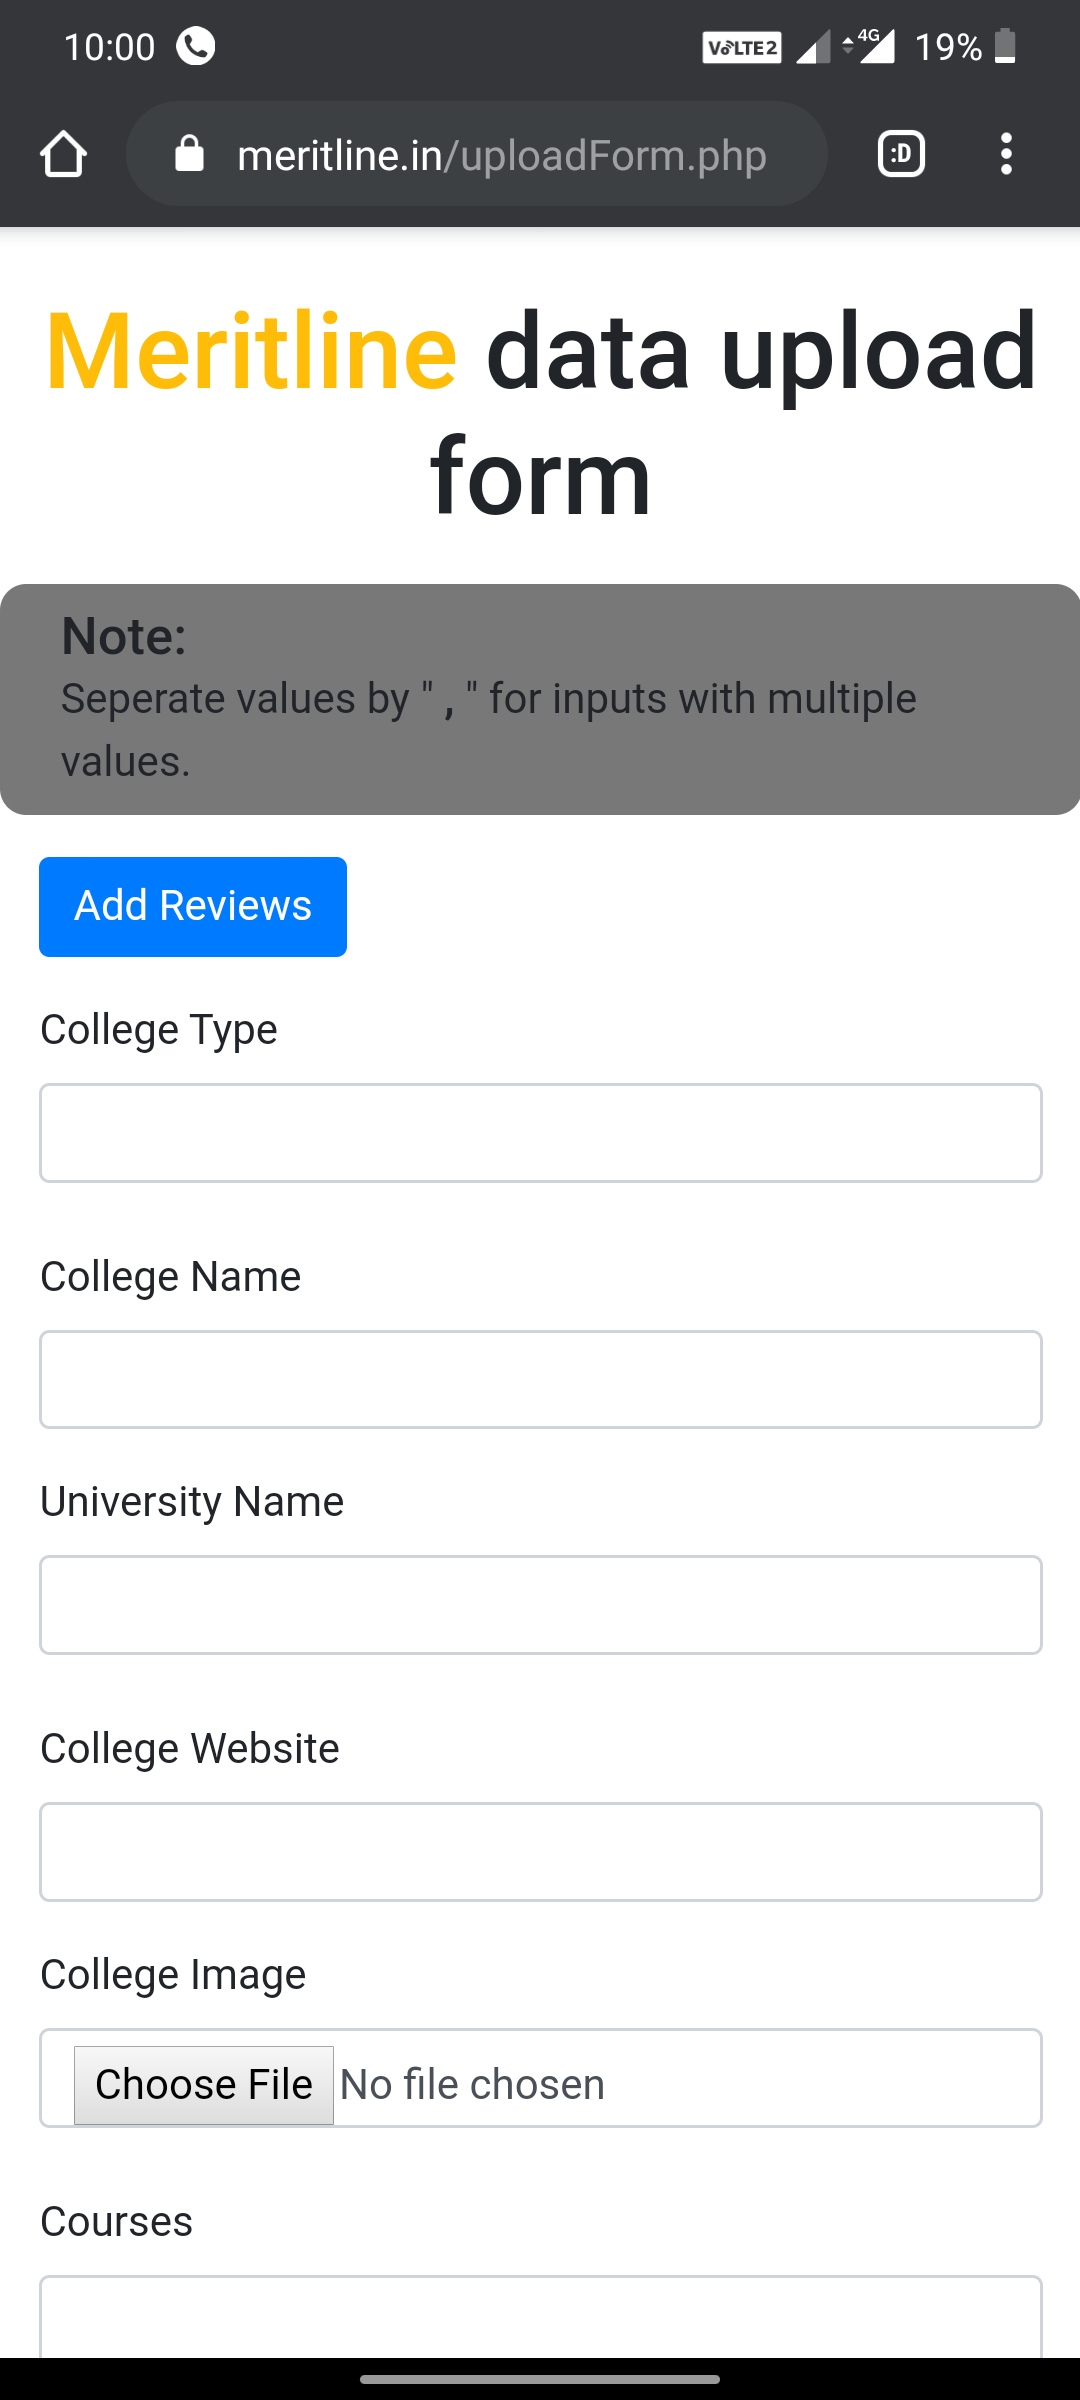 10:00 VoLTE2 4G 19%
meritline.in/uploadForm.php :D
Meritline data upload
form
Note:
Seperate values by " , " for inputs with multiple
values.
Add Reviews
College Type
College Name
University Name
College Website
College Image
Choose File No file chosen
Courses